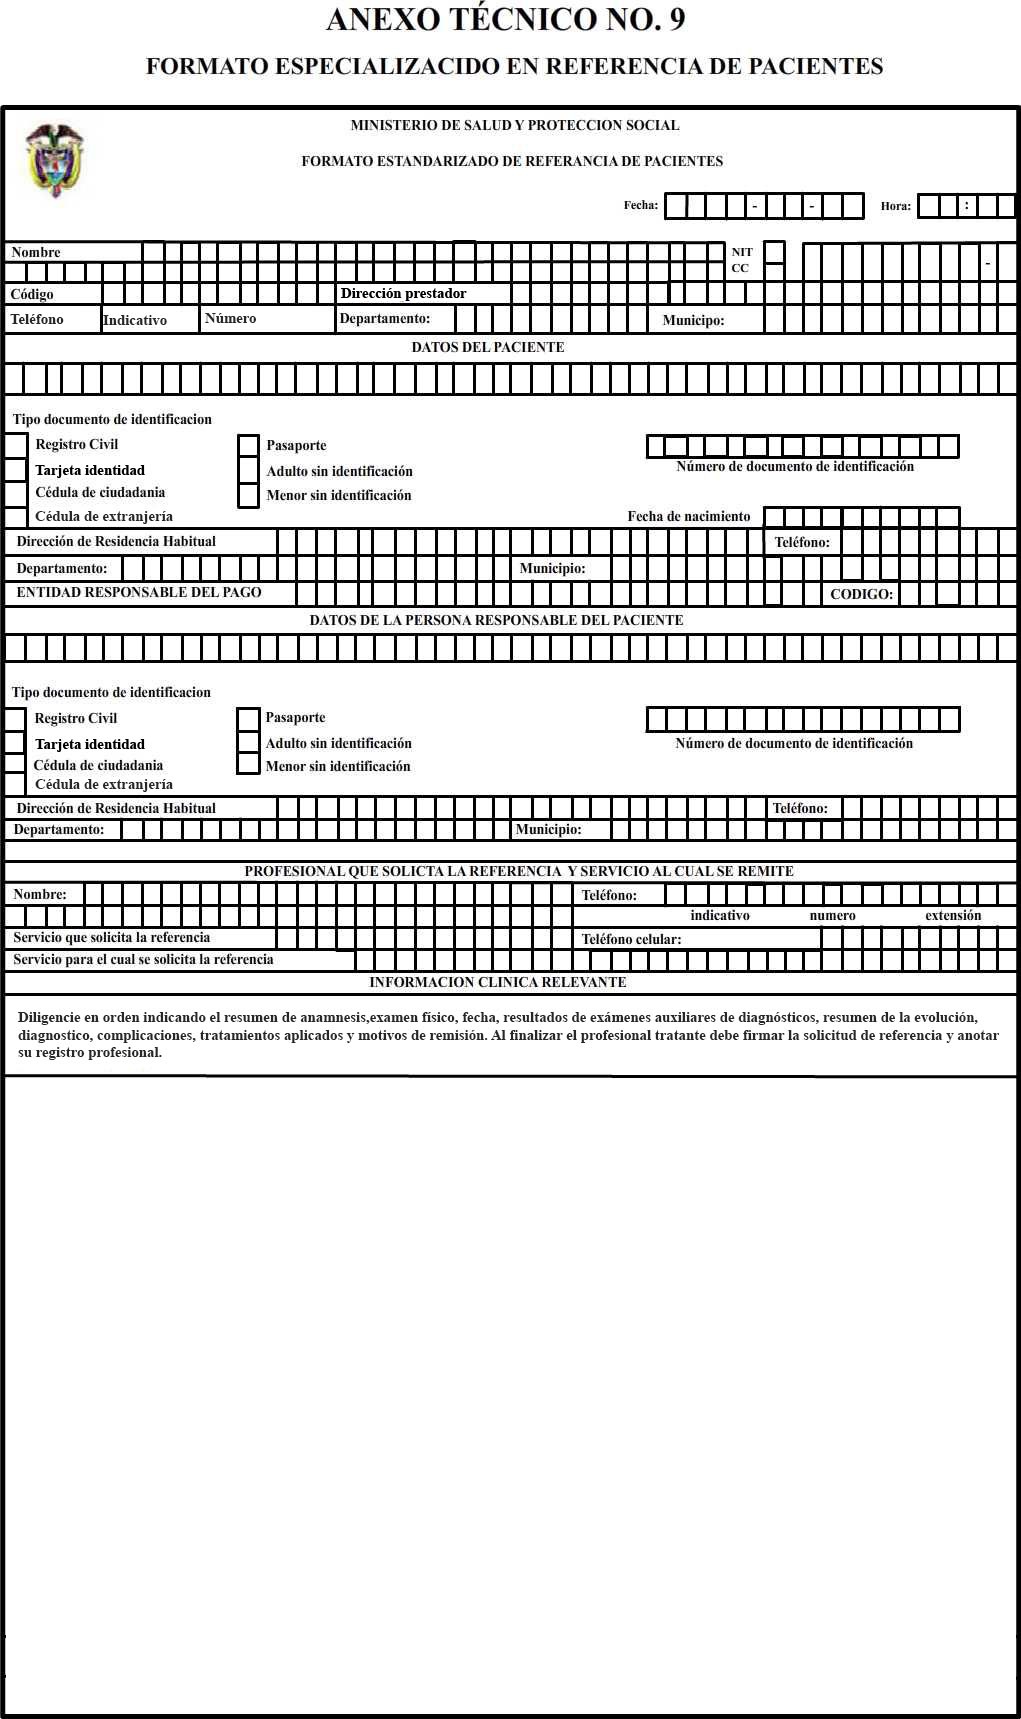 ANEXO TÉCNICO NO. 9
FORMATO ESPECIALIZACIDO EN REFERENCIA DE PACIENTES
MINISTERIO DE SALUD Y PROTECCION SOCIAL
FORMATO ESTANDARIZADO DE REFERANCIA DE PACIENTES
Fecha: - - Hora: :
Nombre NIT
CC -
Código Dirección prestador
Teléfono Indicativo Número Departamento: Municipo:
DATOS DEL PACIENTE
Tipo documento de identificacion
Registro Civil Pasaporte
Tarjeta identidad Adulto sin identificación Número de documento de identificación
Cédula de ciudadania Menor sin identificación
Cédula de extranjería Fecha de nacimiento
Dirección de Residencia Habitual Teléfono:
Departamento: Municipio:
ENTIDAD RESPONSABLE DEL PAGO CODIGO:
DATOS DE LA PERSONA RESPONSABLE DEL PACIENTE
Tipo documento de identificacion
Registro Civil Pasaporte
Tarjeta identidad Adulto sin identificación Número de documento de identificación
Cédula de ciudadania Menor sin identificación
Cédula de extranjería
Dirección de Residencia Habitual Teléfono:
Departamento: Municipio:
PROFESIONAL QUE SOLICTA LA REFERENCIA Y SERVICIO AL CUAL SE REMITE
Nombre: Teléfono:
indicativo numero extensión
Servicio que solicita la referencia Teléfono celular:
Servicio para el cual se solicita la referencia
INFORMACION CLINICA RELEVANTE
Diligencie en orden indicando el resumen de anamnesis,examen físico, fecha, resultados de exámenes auxiliares de diagnósticos, resumen de la evolución,
diagnostico, complicaciones, tratamientos aplicados y motivos de remisión. Al finalizar el profesional tratante debe firmar la solicitud de referencia y anotar
su registro profesional.